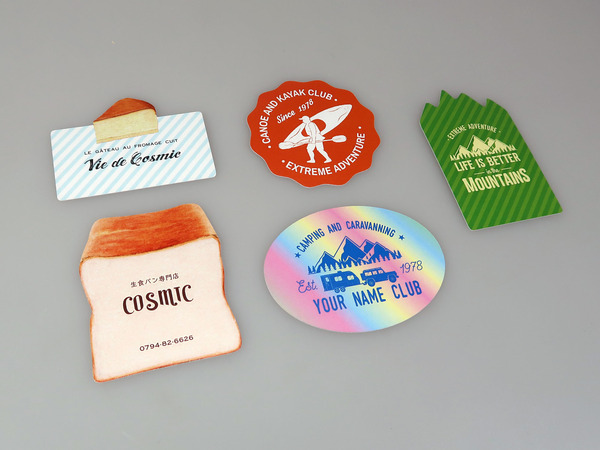 LE GÂTEAU AU FROMAGE CUIT
Vie de Cosmic
• CANOE AND KAYAK CLUB •
Since 1978
• EXTREME ADVENTURE •
EXTREME ADVENTURE
LIFE IS BETTER
in the
MOUNTAINS
生食パン専門店
COSMIC
0794-82-6626
★ CAMPING AND CARAVANNING ★
Est. 1978
YOUR NAME CLUB